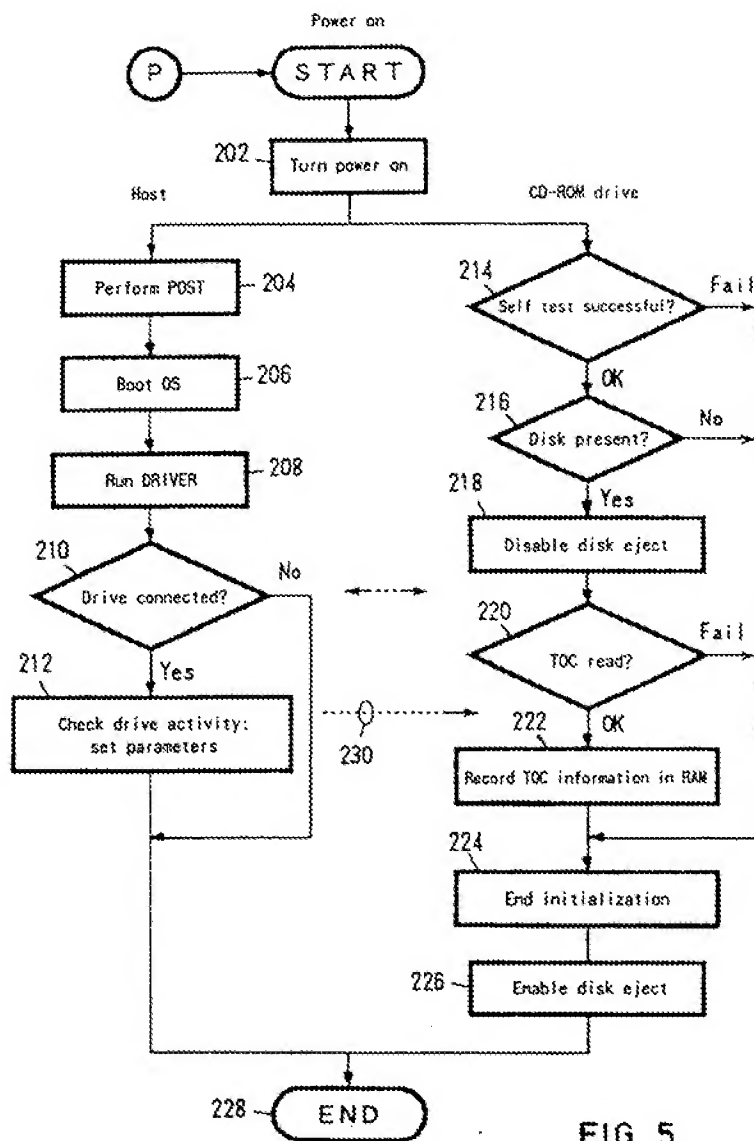 Power on
P
START
202
Turn power on
Host
CD-ROM drive
Perform POST
204
214
Self test successful?
Fail
OK
Boot OS
206
216
Disk present?
No
Yes
Run DRIVER
208
218
Disable disk eject
210
Drive connected?
No
Yes
220
TOC read?
Fail
OK
212
Check drive activity:
set parameters
230
222
Record TOC information in RAM
224
End initialization
226
Enable disk eject
228
END
FIG. 5